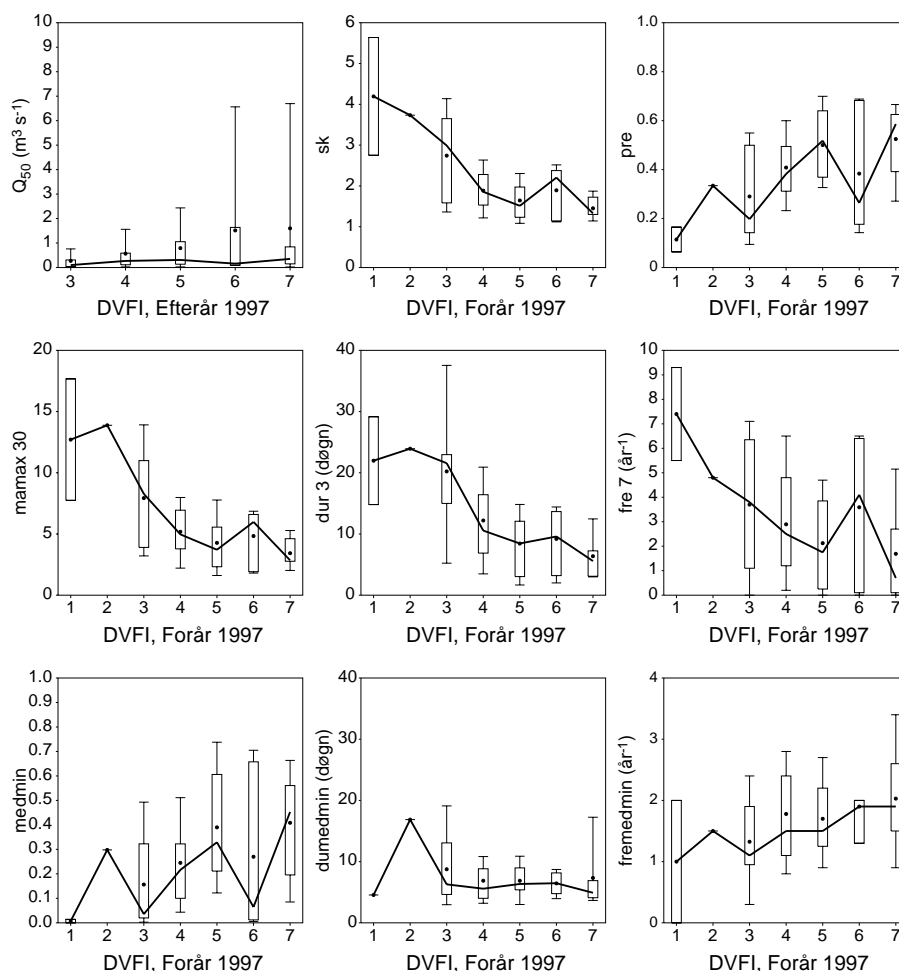 10
9
8
7
6
5
4
3
2
1
0
Q50 (m³ s-¹)
3 4 5 6 7
DVFI, Efterår 1997
6
4
2
0
sk
1 2 3 4 5 6 7
DVFI, Forår 1997
1.0
0.8
0.6
0.4
0.2
0
pre
1 2 3 4 5 6 7
DVFI, Forår 1997
20
15
10
5
0
mamax 30
1 2 3 4 5 6 7
DVFI, Forår 1997
40
30
20
10
0
dur 3 (døgn)
1 2 3 4 5 6 7
DVFI, Forår 1997
10
9
8
7
6
5
4
3
2
1
0
fre 7 (år-¹)
1 2 3 4 5 6 7
DVFI, Forår 1997
1.0
0.9
0.8
0.7
0.6
0.5
0.4
0.3
0.2
0.1
0.0
medmin
1 2 3 4 5 6 7
DVFI, Forår 1997
40
30
20
10
0
dumedmin (døgn)
1 2 3 4 5 6 7
DVFI, Forår 1997
4
3
2
1
0
fremedmin (år-¹)
1 2 3 4 5 6 7
DVFI, Forår 1997